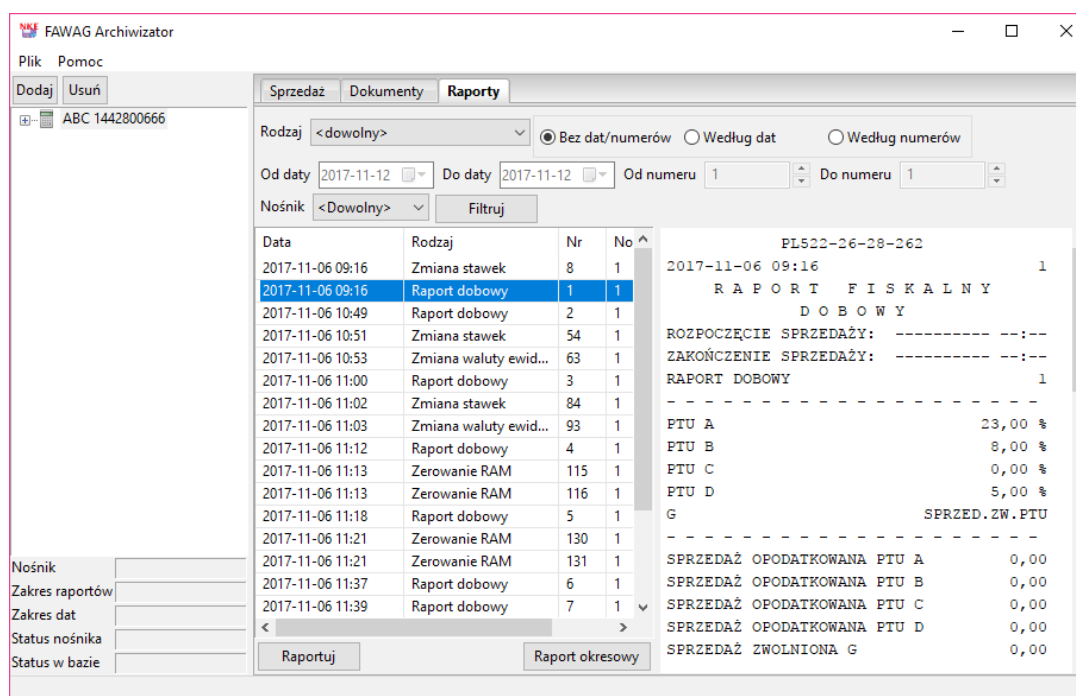 NKF FAWAG Archiwizator
Plik Pomoc
Dodaj Usuń
ABC 1442800666
Nośnik
Zakres raportów
Zakres dat
Status nośnika
Status w bazie
Sprzedaż Dokumenty Raporty
Rodzaj <dowolny> Bez dat/numerów Według dat Według numerów
Od daty 2017-11-12 Do daty 2017-11-12 Od numeru 1 Do numeru 1
Nośnik <Dowolny> Filtruj
Data Rodzaj Nr No
2017-11-06 09:16 Zmiana stawek 8 1
2017-11-06 09:16 Raport dobowy 1 1
2017-11-06 10:49 Raport dobowy 2 1
2017-11-06 10:51 Zmiana stawek 54 1
2017-11-06 10:53 Zmiana waluty ewid... 63 1
2017-11-06 11:00 Raport dobowy 3 1
2017-11-06 11:02 Zmiana stawek 84 1
2017-11-06 11:03 Zmiana waluty ewid... 93 1
2017-11-06 11:12 Raport dobowy 4 1
2017-11-06 11:13 Zerowanie RAM 115 1
2017-11-06 11:13 Zerowanie RAM 116 1
2017-11-06 11:18 Raport dobowy 5 1
2017-11-06 11:21 Zerowanie RAM 130 1
2017-11-06 11:21 Zerowanie RAM 131 1
2017-11-06 11:37 Raport dobowy 6 1
2017-11-06 11:39 Raport dobowy 7 1
Raportuj Raport okresowy
PL522-26-28-262
2017-11-06 09:16 1
R A P O R T F I S K A L N Y
D O B O W Y
ROZPOCZĘCIE SPRZEDAŻY: ---------- --:--
ZAKOŃCZENIE SPRZEDAŻY: ---------- --:--
RAPORT DOBOWY 1
- - - - - - - - - - - - - - - - - - - -
PTU A 23,00 %
PTU B 8,00 %
PTU C 0,00 %
PTU D 5,00 %
G SPRZED.ZW.PTU
- - - - - - - - - - - - - - - - - - - -
SPRZEDAŻ OPODATKOWANA PTU A 0,00
SPRZEDAŻ OPODATKOWANA PTU B 0,00
SPRZEDAŻ OPODATKOWANA PTU C 0,00
SPRZEDAŻ OPODATKOWANA PTU D 0,00
SPRZEDAŻ ZWOLNIONA G 0,00